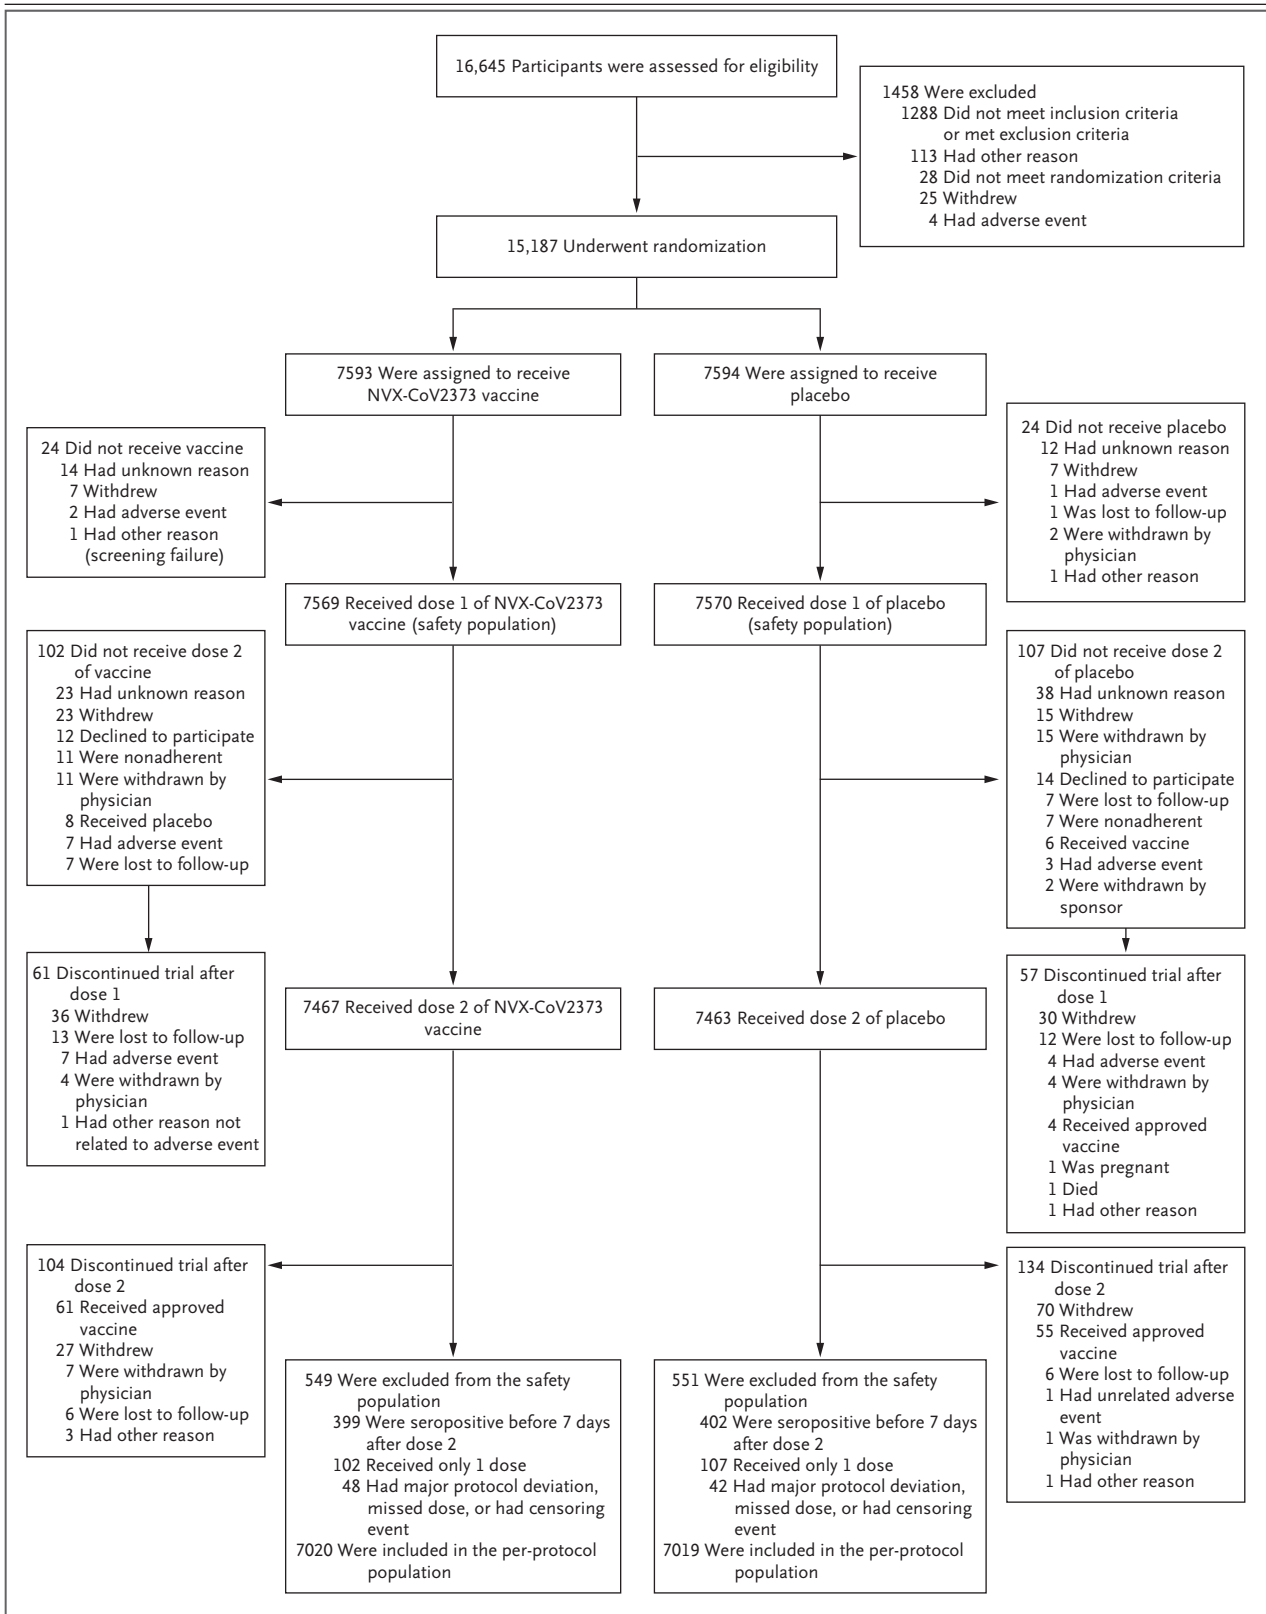 16,645 Participants were assessed for eligibility
1458 Were excluded
1288 Did not meet inclusion criteria
or met exclusion criteria
113 Had other reason
28 Did not meet randomization criteria
25 Withdrew
4 Had adverse event
15,187 Underwent randomization
7593 Were assigned to receive
NVX-CoV2373 vaccine
7594 Were assigned to receive
placebo
24 Did not receive vaccine
14 Had unknown reason
7 Withdrew
2 Had adverse event
1 Had other reason
(screening failure)
24 Did not receive placebo
12 Had unknown reason
7 Withdrew
1 Had adverse event
1 Was lost to follow-up
2 Were withdrawn by
physician
1 Had other reason
7569 Received dose 1 of NVX-CoV2373
vaccine (safety population)
7570 Received dose 1 of placebo
(safety population)
102 Did not receive dose 2
of vaccine
23 Had unknown reason
23 Withdrew
12 Declined to participate
11 Were nonadherent
11 Were withdrawn by
physician
8 Received placebo
7 Had adverse event
7 Were lost to follow-up
107 Did not receive dose 2
of placebo
38 Had unknown reason
15 Withdrew
15 Were withdrawn by
physician
14 Declined to participate
7 Were lost to follow-up
7 Were nonadherent
6 Received vaccine
3 Had adverse event
2 Were withdrawn by
sponsor
61 Discontinued trial after
dose 1
36 Withdrew
13 Were lost to follow-up
7 Had adverse event
4 Were withdrawn by
physician
1 Had other reason not
related to adverse event
7467 Received dose 2 of NVX-CoV2373
vaccine
7463 Received dose 2 of placebo
57 Discontinued trial after
dose 1
30 Withdrew
12 Were lost to follow-up
4 Had adverse event
4 Were withdrawn by
physician
4 Received approved
vaccine
1 Was pregnant
1 Died
1 Had other reason
104 Discontinued trial after
dose 2
61 Received approved
vaccine
27 Withdrew
7 Were withdrawn by
physician
6 Were lost to follow-up
3 Had other reason
134 Discontinued trial after
dose 2
70 Withdrew
55 Received approved
vaccine
6 Were lost to follow-up
1 Had unrelated adverse
event
1 Was withdrawn by
physician
1 Had other reason
549 Were excluded from the safety
population
399 Were seropositive before 7 days
after dose 2
102 Received only 1 dose
48 Had major protocol deviation,
missed dose, or had censoring
event
7020 Were included in the per-protocol
population
551 Were excluded from the safety
population
402 Were seropositive before 7 days
after dose 2
107 Received only 1 dose
42 Had major protocol deviation,
missed dose, or had censoring
event
7019 Were included in the per-protocol
population